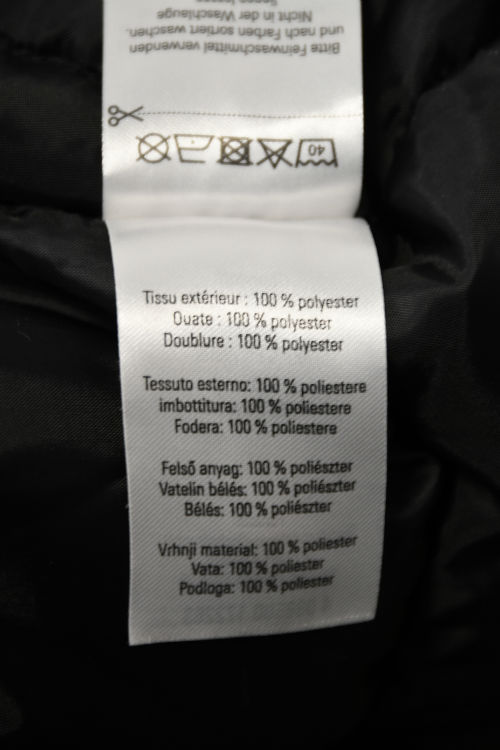 Bitte Feinwaschmittel verwenden
und nach Farben sortiert waschen.
Nicht in der Waschlauge
40
Tissu extérieur : 100 % polyester
Ouate : 100 % polyester
Doublure : 100 % polyester
Tessuto esterno: 100 % poliestere
imbottitura: 100 % poliestere
Fodera: 100 % poliestere
Felső anyag: 100 % poliészter
Vatelin bélés: 100 % poliészter
Bélés: 100 % poliészter
Vrhnji material: 100 % poliester
Vata: 100 % poliester
Podloga: 100 % poliester